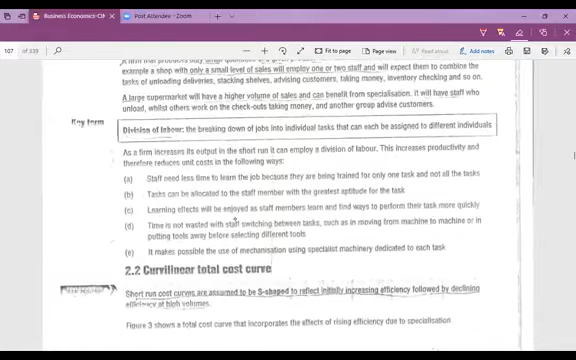 Business Economics-CIM
Post Attendee - Zoom
107 of 339
Fit to page
Page view
Read aloud
Add notes
example a shop with only a small level of sales will employ one or two staff and will expect them to combine the
tasks of unloading deliveries, stacking shelves, advising customers, taking money, inventory checking and so on.
A large supermarket will have a higher volume of sales and can benefit from specialisation. It will have staff who
unload, whilst others work on the check-outs taking money, and another group advise customers.
Key term
Division of labour: the breaking down of jobs into individual tasks that can each be assigned to different individuals
As a firm increases its output in the short run it can employ a division of labour. This increases productivity and
therefore reduces unit costs in the following ways:
(a) Staff need less time to learn the job because they are being trained for only one task and not all the tasks
(b) Tasks can be allocated to the staff member with the greatest aptitude for the task
(c) Learning effects will be enjoyed as staff members learn and find ways to perform their task more quickly
(d) Time is not wasted with staff switching between tasks, such as in moving from machine to machine or in
putting tools away before selecting different tools
(e) It makes possible the use of mechanisation using specialist machinery dedicated to each task
2.2 Curvilinear total cost curve
Short run cost curves are assumed to be S-shaped to reflect initially increasing efficiency followed by declining
efficiency at high volumes.
Figure 3 shows a total cost curve that incorporates the effects of rising efficiency due to specialisation